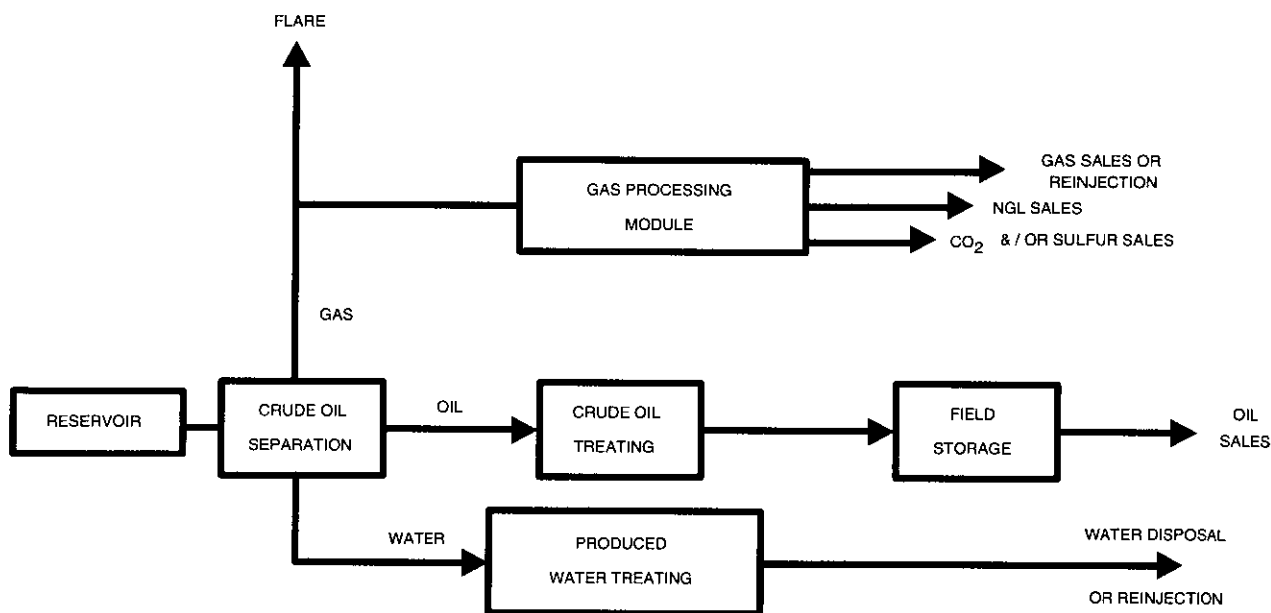 FLARE
GAS PROCESSING
MODULE
GAS SALES OR
REINJECTION
NGL SALES
CO2 & / OR SULFUR SALES
GAS
RESERVOIR
CRUDE OIL
SEPARATION
OIL
CRUDE OIL
TREATING
FIELD
STORAGE
OIL
SALES
WATER
PRODUCED
WATER TREATING
WATER DISPOSAL
OR REINJECTION